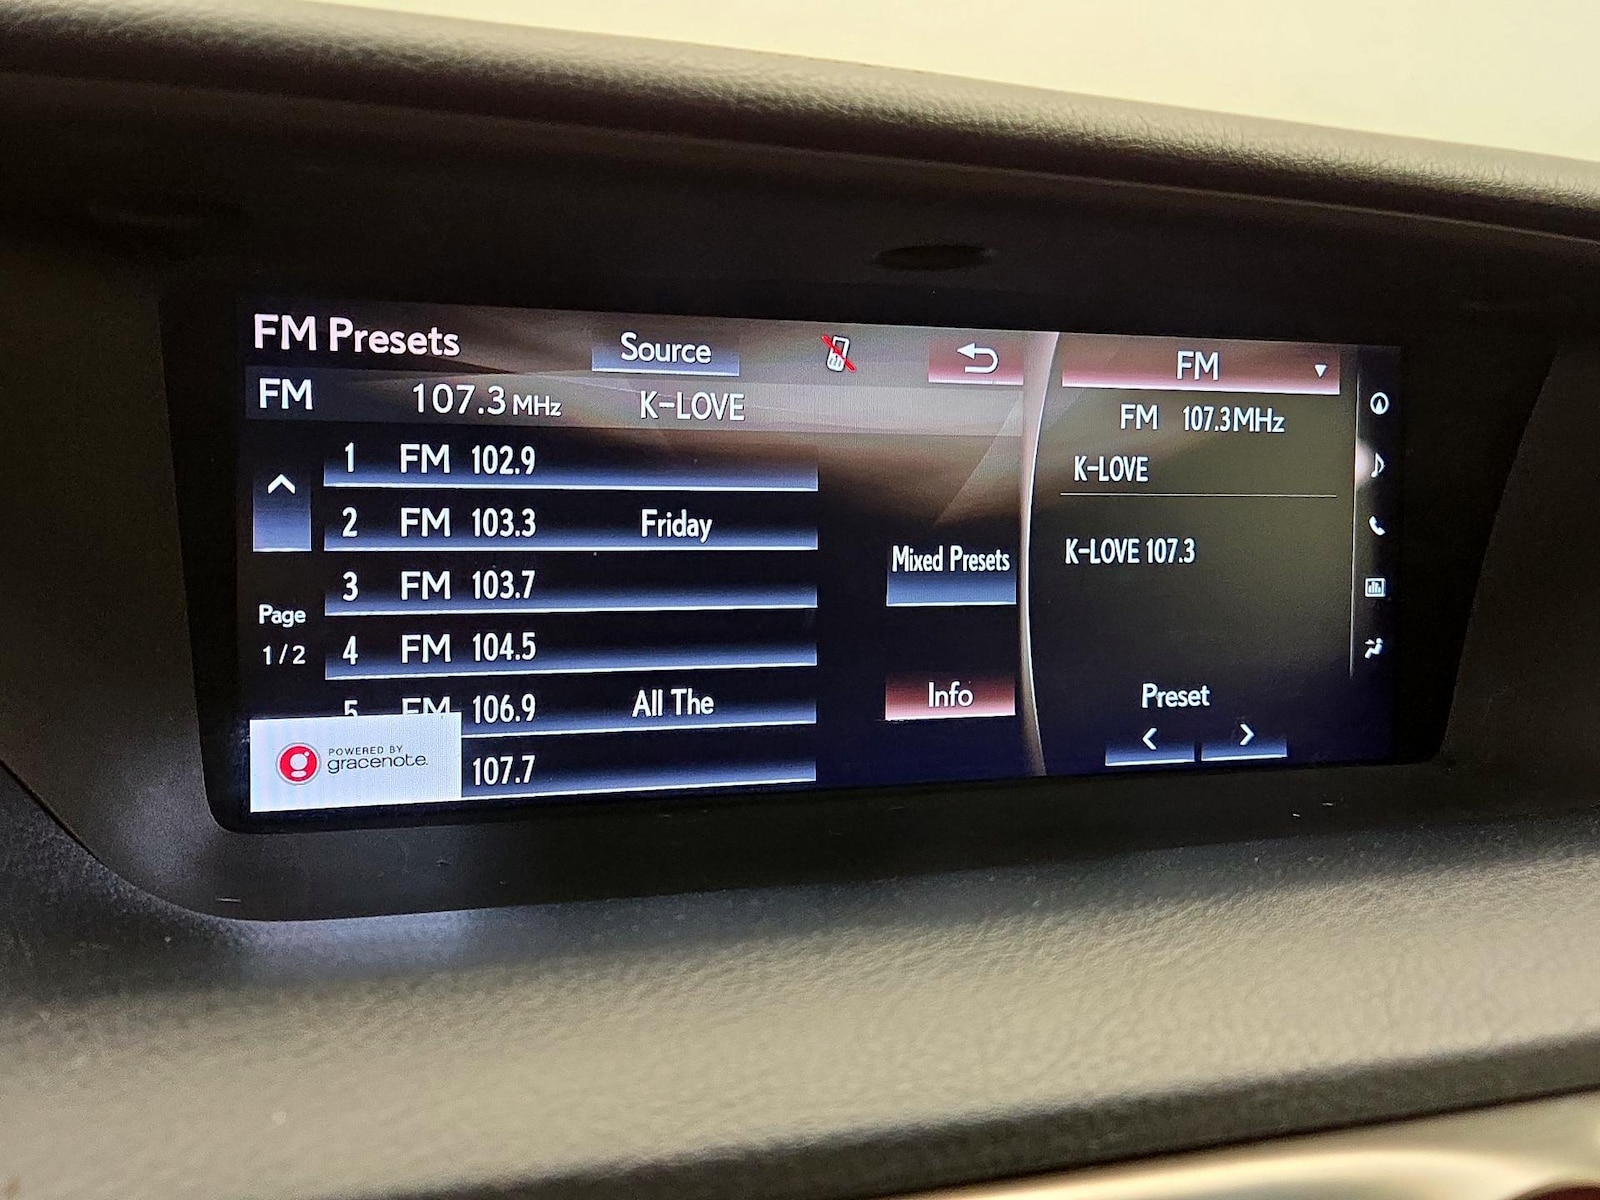 FM Presets
Source
FM 107.3 MHz K-LOVE
1 FM 102.9
2 FM 103.3 Friday
3 FM 103.7
4 FM 104.5
5 FM 106.9 All The
107.7
Page
1/2
POWERED BY
gracenote.
Mixed Presets
Info
FM
FM 107.3MHz
K-LOVE
K-LOVE 107.3
Preset